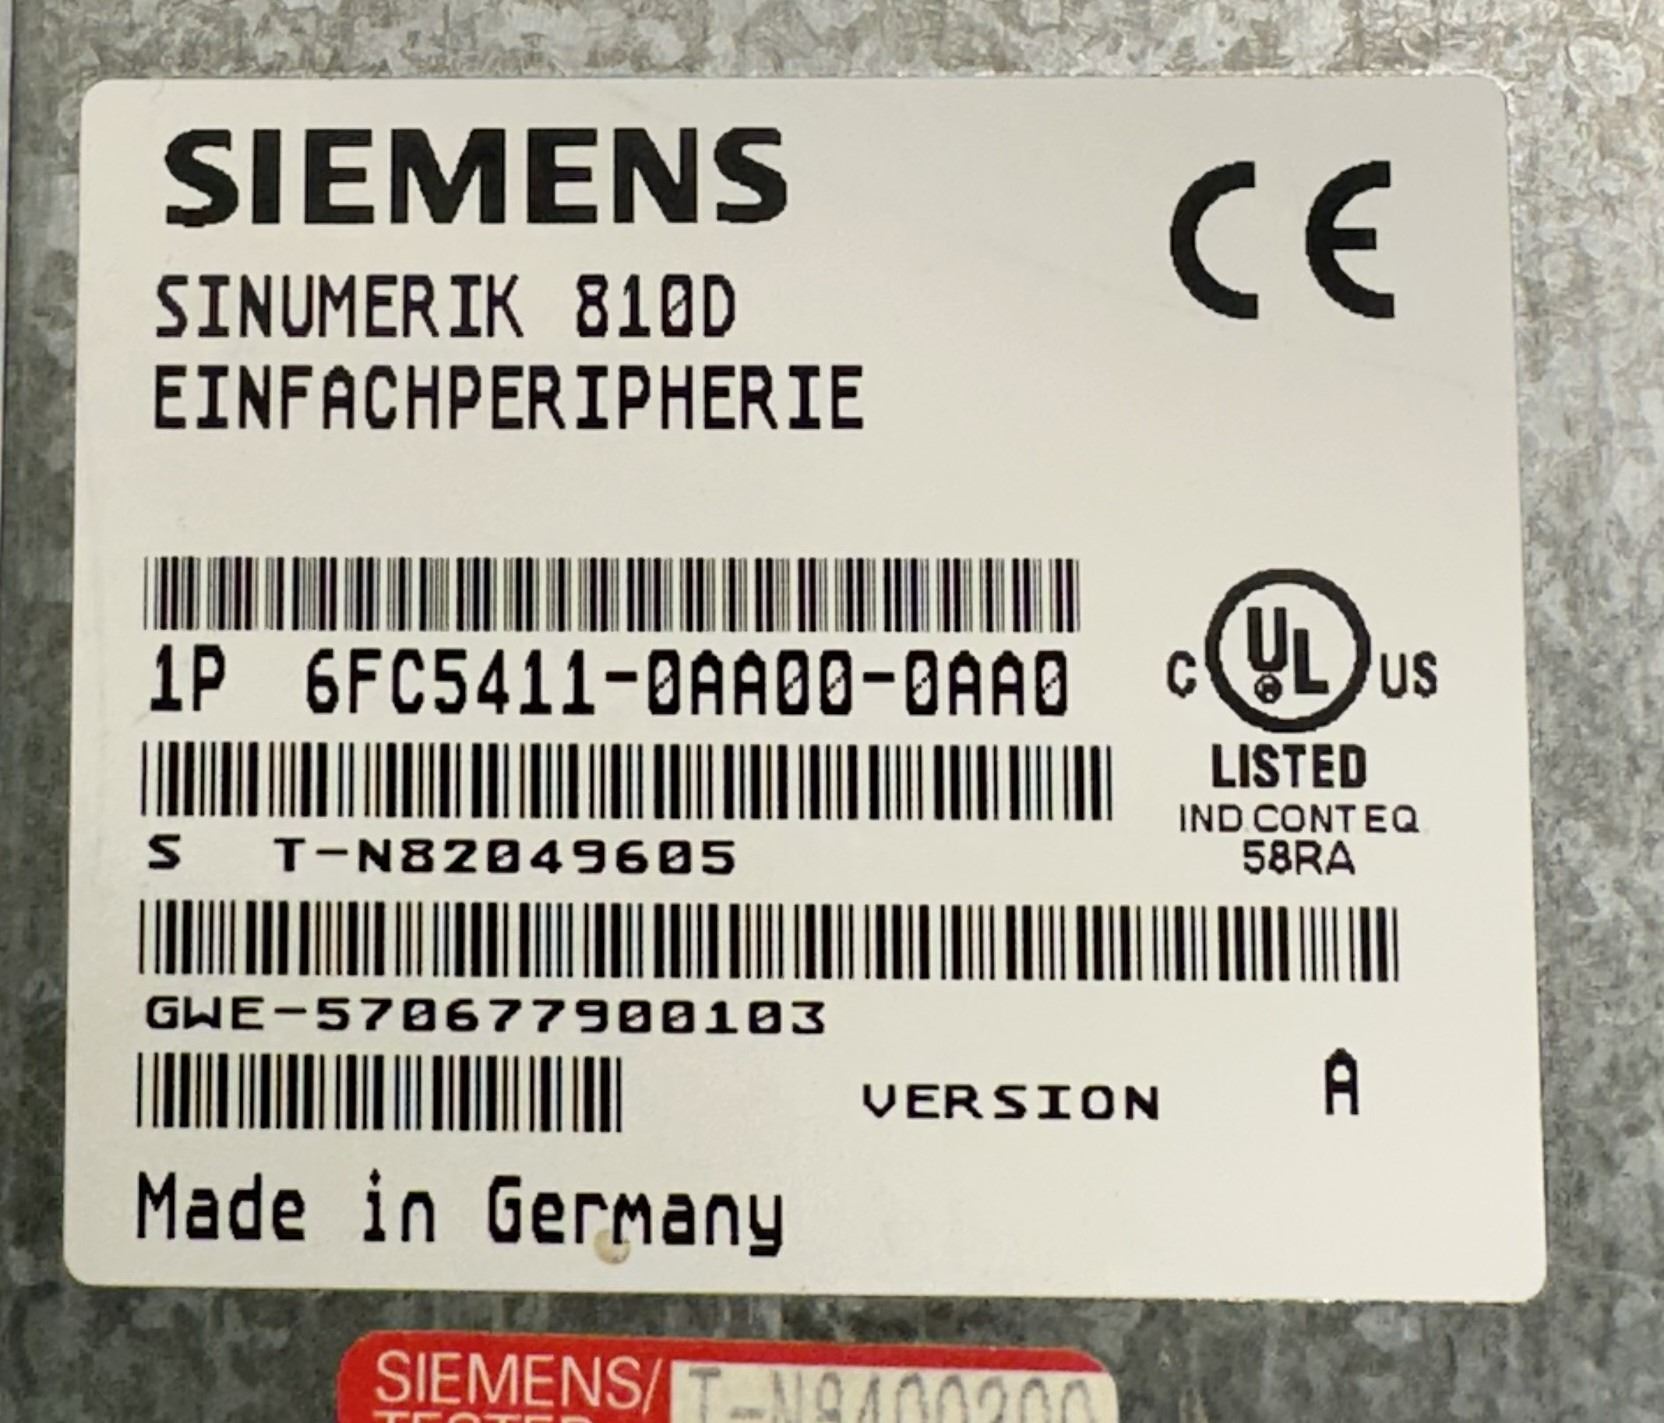 SIEMENS
CE
SINUMERIK 810D
EINFACHPERIPHERIE
1P 6FC5411-0AA00-0AA0
C UL US
®
LISTED
IND.CONT.EQ
58RA
S T-N82049605
GWE-570677900103
VERSION A
Made in Germany
SIEMENS/